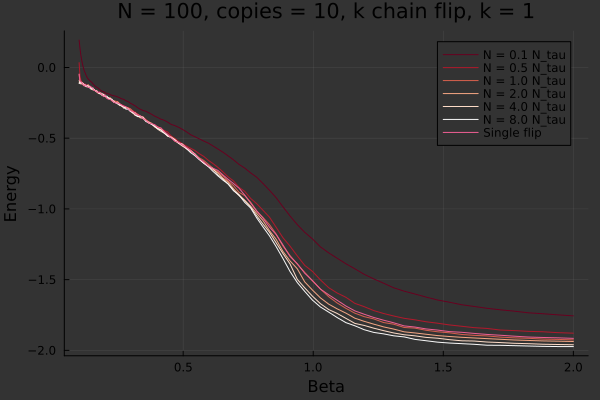 N = 100, copies = 10, k chain flip, k = 1
N = 0.1 N_tau
N = 0.5 N_tau
N = 1.0 N_tau
N = 2.0 N_tau
N = 4.0 N_tau
N = 8.0 N_tau
Single flip
Energy
0.0
−0.5
−1.0
−1.5
−2.0
0.5
1.0
1.5
2.0
Beta